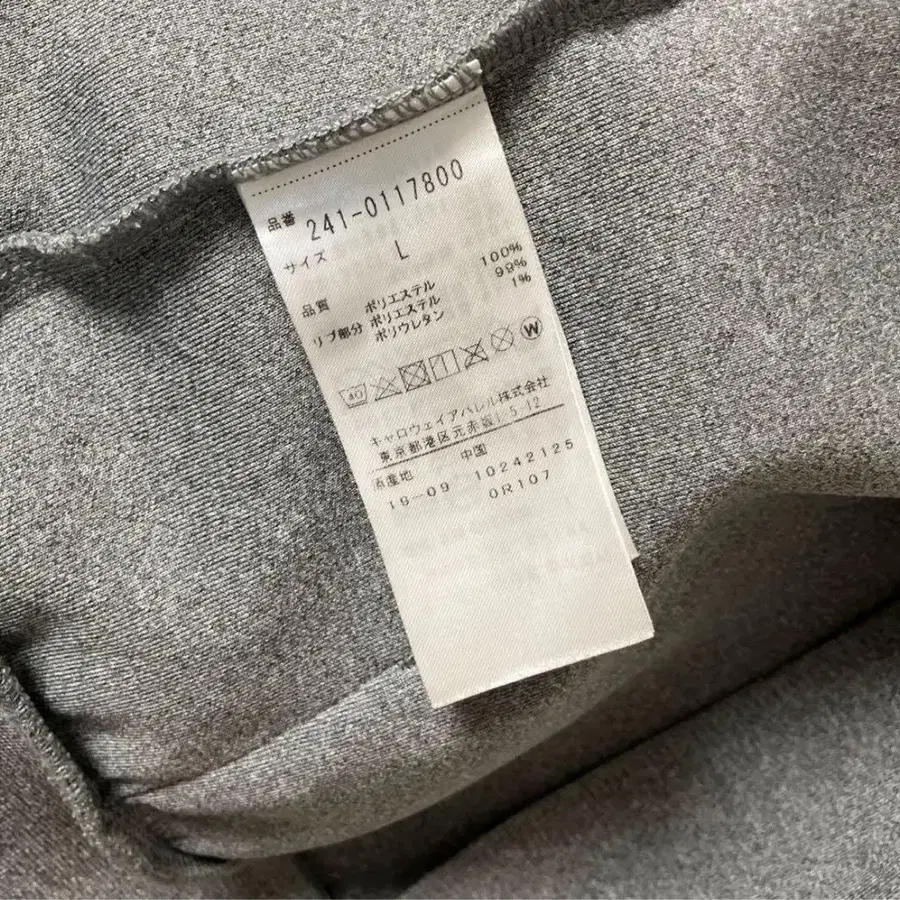 品番 241-0117800
サイズ L
品質 ポリエステル 100%
リブ部分 ポリエステル 99%
ポリウレタン 1%
40 W
キャロウェイアパレル株式会社
東京都港区元赤坂1-5-12
原産地 中国
18-09 10242125
0R107